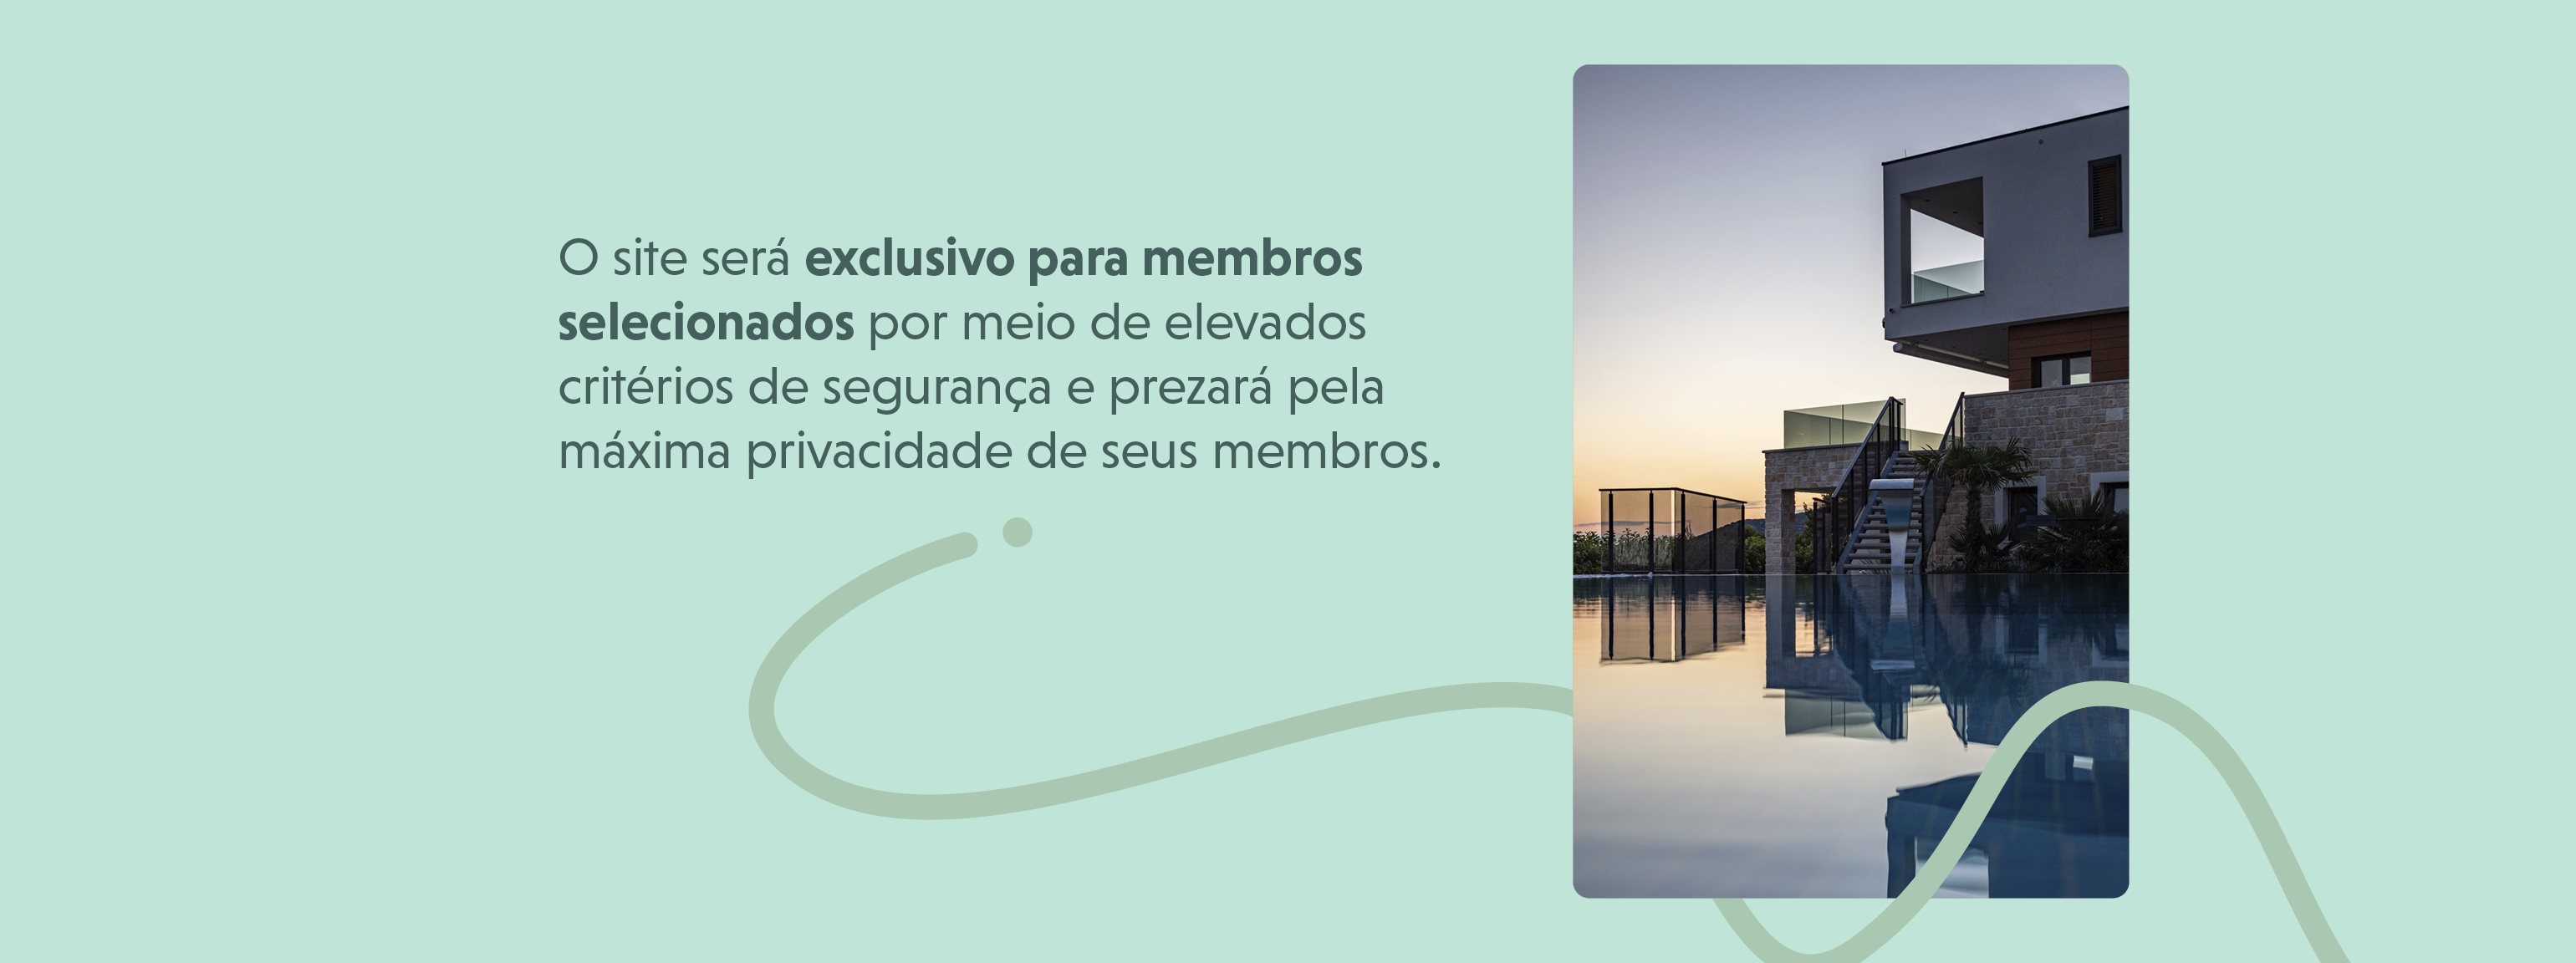 O site será exclusivo para membros
selecionados por meio de elevados
critérios de segurança e prezará pela
máxima privacidade de seus membros.